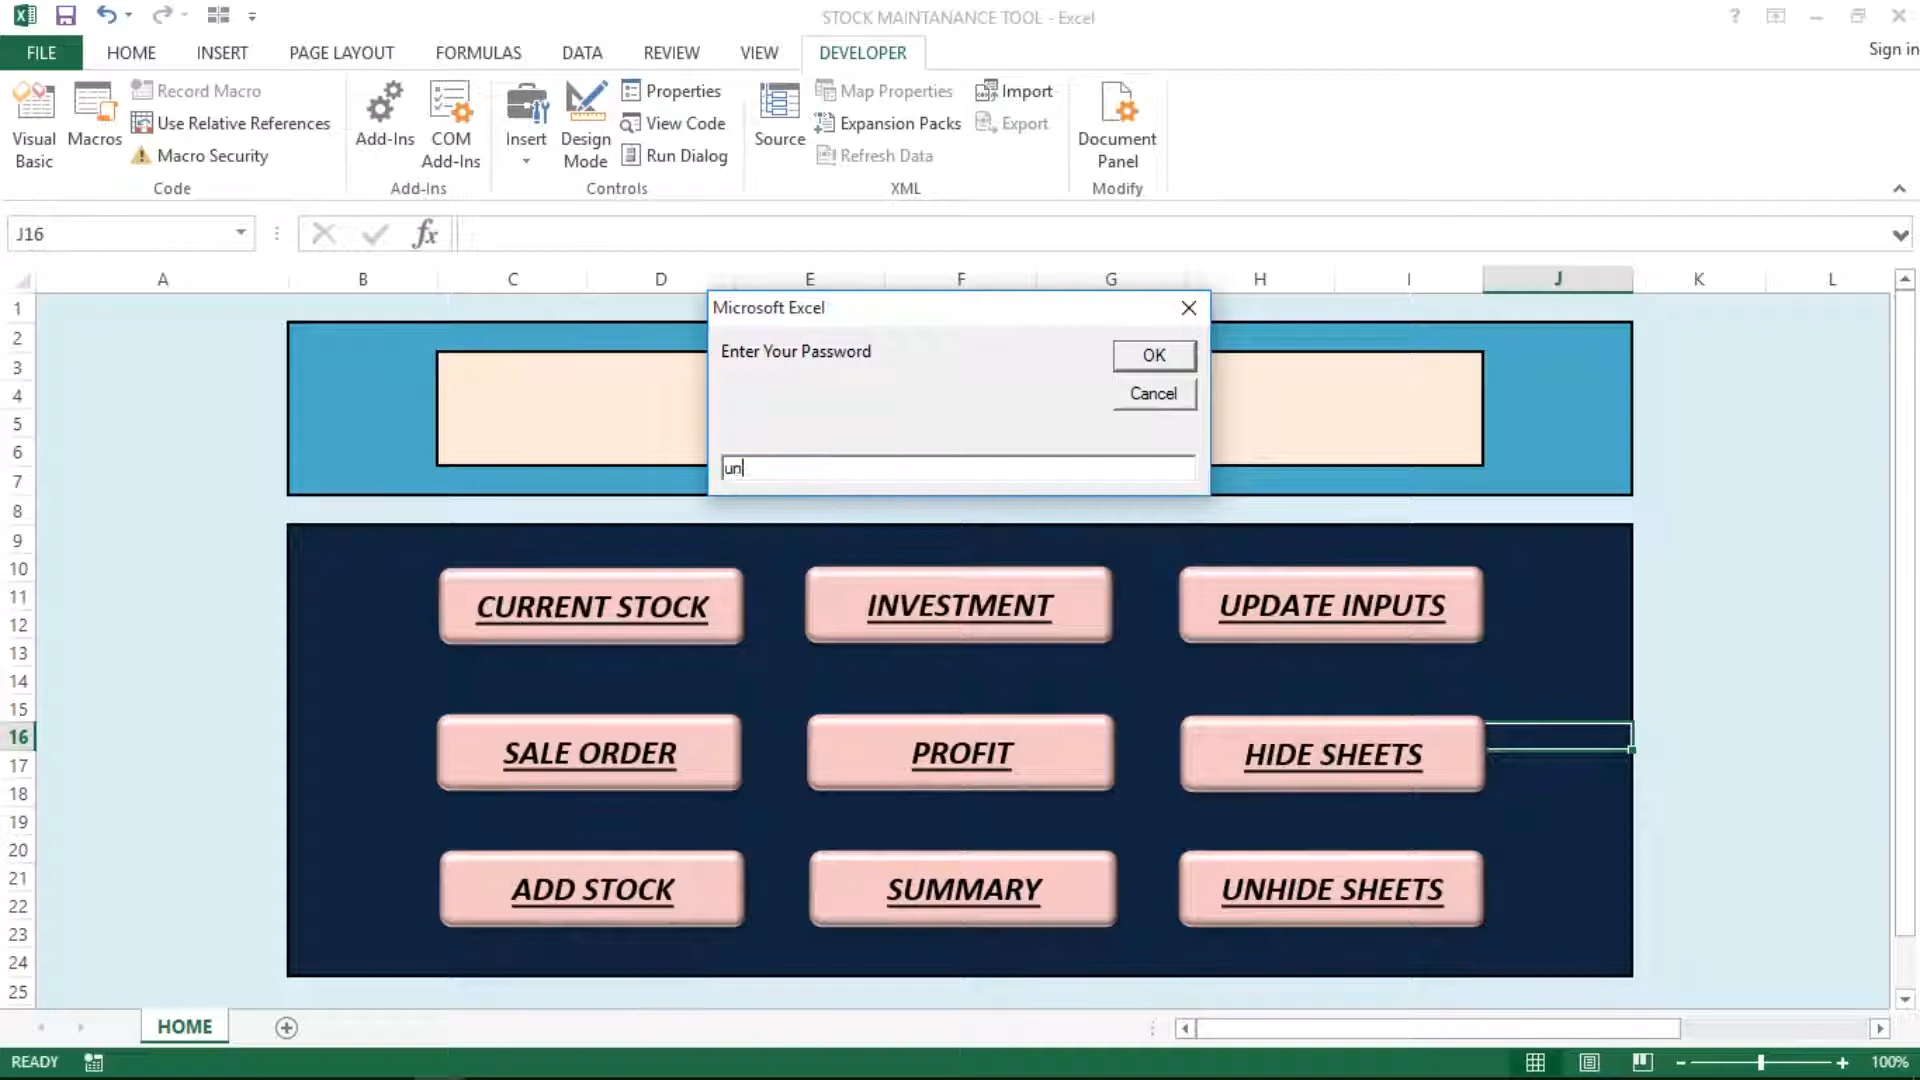 STOCK MAINTANANCE TOOL - Excel
?
Sign in
FILE HOME INSERT PAGE LAYOUT FORMULAS DATA REVIEW VIEW DEVELOPER
Visual Basic
Macros
Record Macro
Use Relative References
Macro Security
Code
Add-Ins
COM Add-Ins
Add-Ins
Insert
Design Mode
Properties
View Code
Run Dialog
Controls
Source
Map Properties
Expansion Packs
Refresh Data
Import
Export
XML
Document Panel
Modify
J16
fx
A B C D E F G H I J K L
1
2
3
4
5
6
7
8
9
10
11
12
13
14
15
16
17
18
19
20
21
22
23
24
25
Microsoft Excel
Enter Your Password
OK
Cancel
un
CURRENT STOCK INVESTMENT UPDATE INPUTS
SALE ORDER PROFIT HIDE SHEETS
ADD STOCK SUMMARY UNHIDE SHEETS
HOME
READY
100%